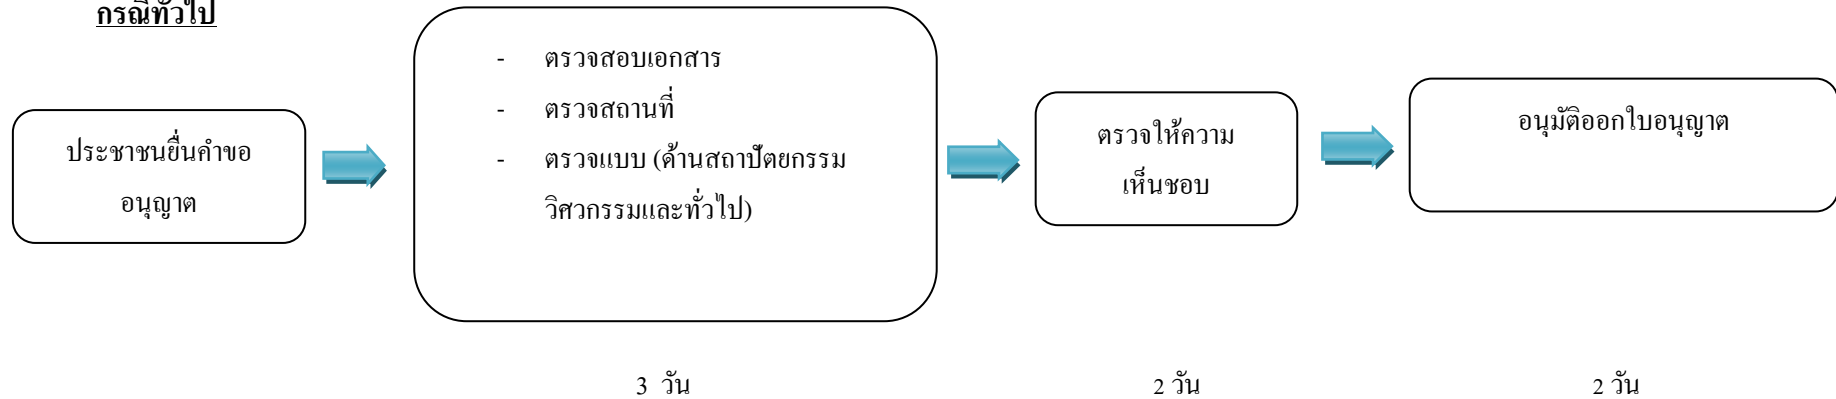 กรณีทั่วไป
ประชาชนยื่นคำขอ
อนุญาต
- ตรวจสอบเอกสาร
- ตรวจสถานที่
- ตรวจแบบ (ด้านสถาปัตยกรรม
วิศวกรรมและทั่วไป)
ตรวจให้ความ
เห็นชอบ
อนุมัติออกใบอนุญาต
3 วัน
2 วัน
2 วัน